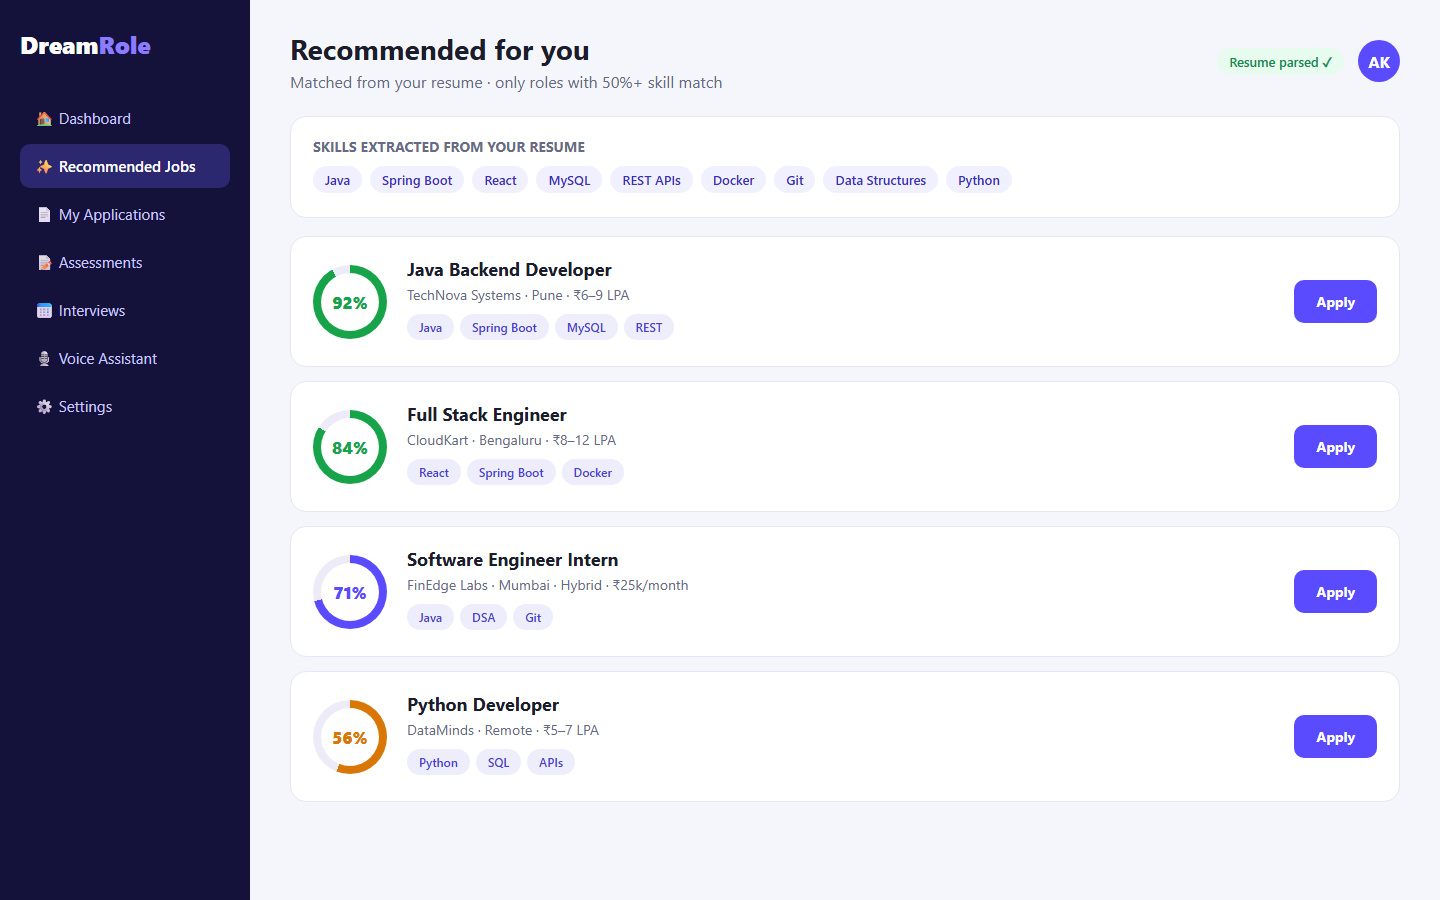 DreamRole
Dashboard
Recommended Jobs
My Applications
Assessments
Interviews
Voice Assistant
Settings
Recommended for you
Matched from your resume · only roles with 50%+ skill match
Resume parsed ✓
AK
SKILLS EXTRACTED FROM YOUR RESUME
Java Spring Boot React MySQL REST APIs Docker Git Data Structures Python
92%
Java Backend Developer
TechNova Systems · Pune · ₹6–9 LPA
Java Spring Boot MySQL REST
Apply
84%
Full Stack Engineer
CloudKart · Bengaluru · ₹8–12 LPA
React Spring Boot Docker
Apply
71%
Software Engineer Intern
FinEdge Labs · Mumbai · Hybrid · ₹25k/month
Java DSA Git
Apply
56%
Python Developer
DataMinds · Remote · ₹5–7 LPA
Python SQL APIs
Apply